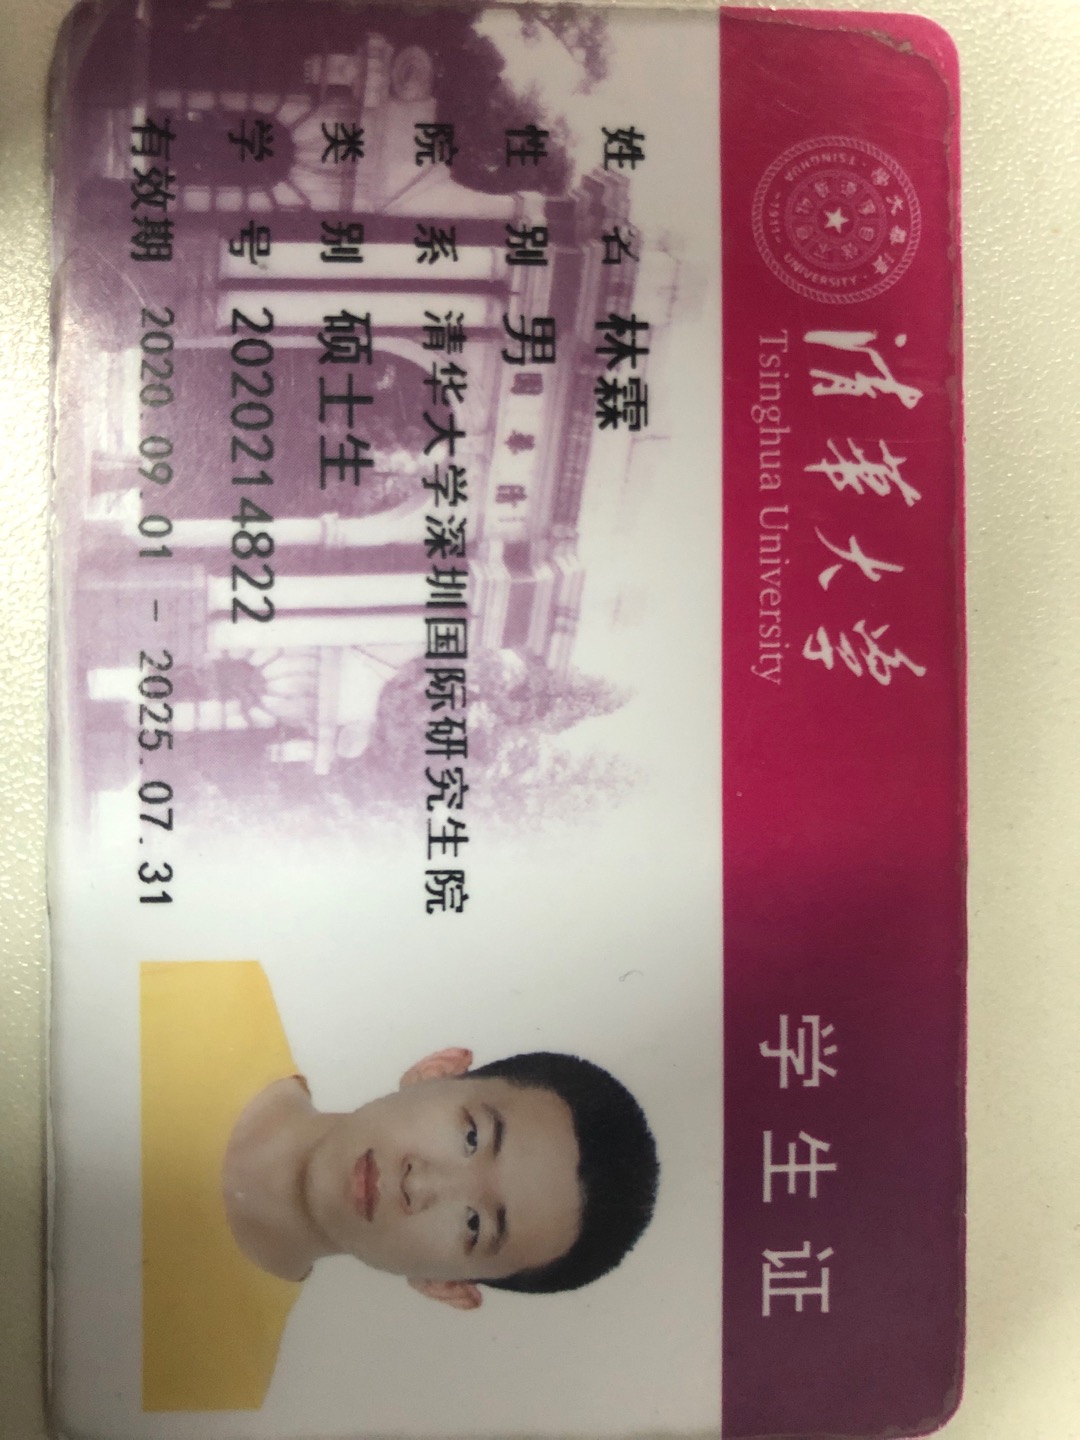 清华大学
Tsinghua University
学生证
姓名 林霖
性别 男
院系 清华大学深圳国际研究生院
类别 硕士生
学号 2020214822
有效期 2020.09.01 - 2025.07.31
TSINGHUA
UNIVERSITY
-1911-